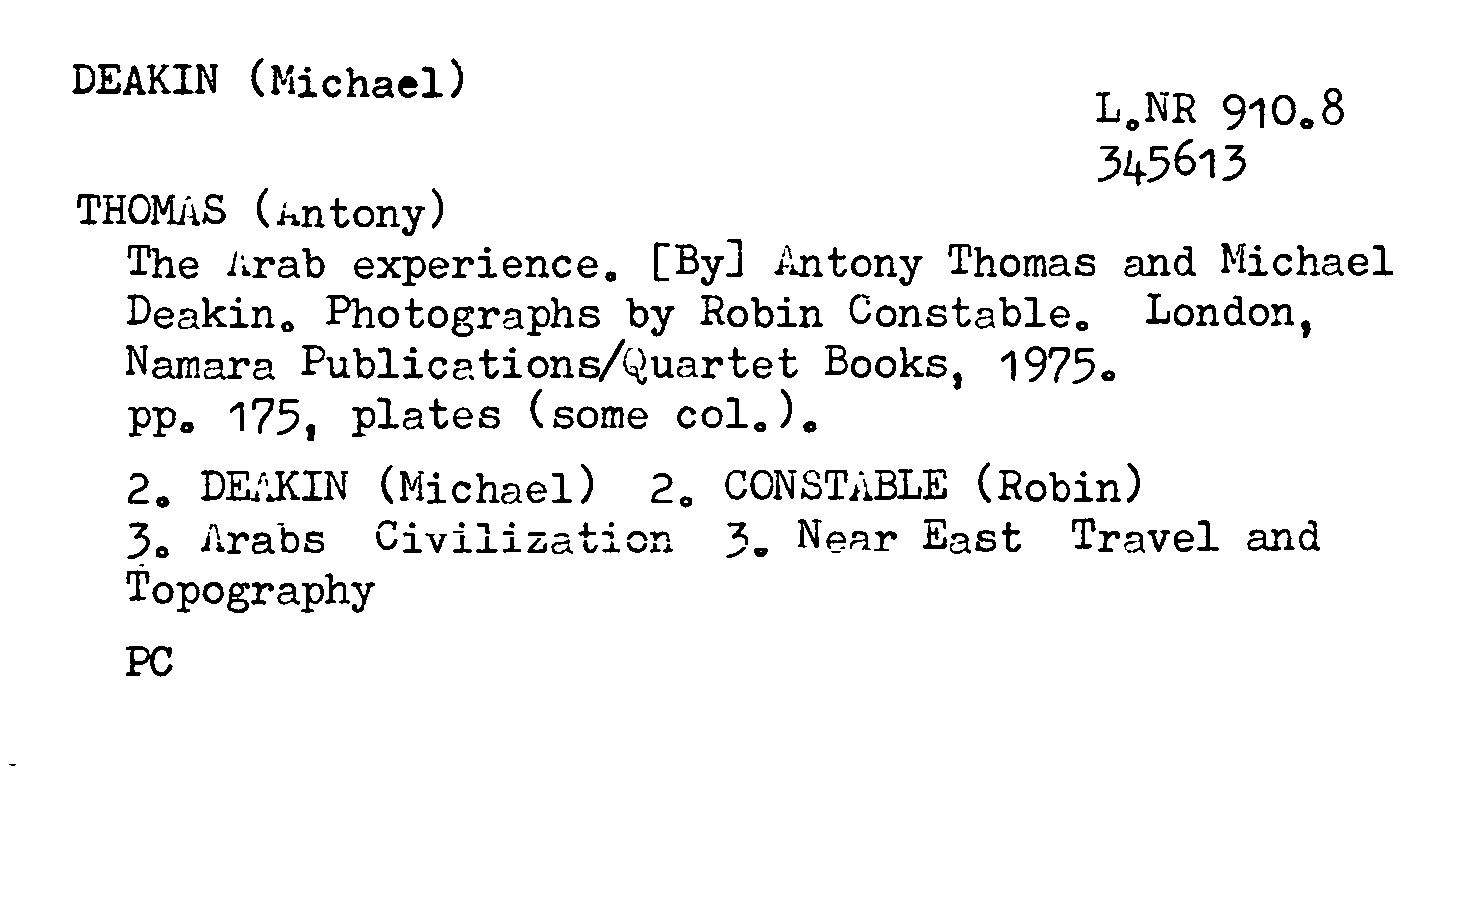 DEAKIN (Michael)
L.NR 910.8
345613
THOMAS (Antony)
The Arab experience. [By] Antony Thomas and Michael
Deakin. Photographs by Robin Constable. London,
Namara Publications/Quartet Books, 1975.
pp. 175, plates (some col.).
2. DEAKIN (Michael) 2. CONSTABLE (Robin)
3. Arabs Civilization 3. Near East Travel and
Topography
PC